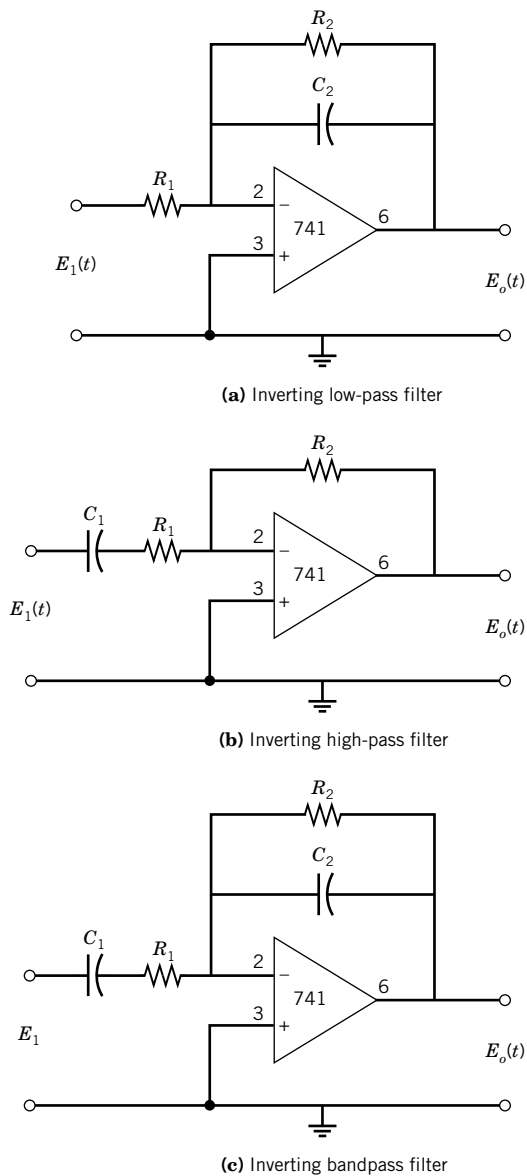 R₂
C₂
R₁
2
−
741
6
3
+
E₁(t)
Eₒ(t)
(a) Inverting low-pass filter
R₂
C₁
R₁
2
−
741
6
3
+
E₁(t)
Eₒ(t)
(b) Inverting high-pass filter
R₂
C₂
C₁
R₁
2
−
741
6
3
+
E₁
Eₒ(t)
(c) Inverting bandpass filter